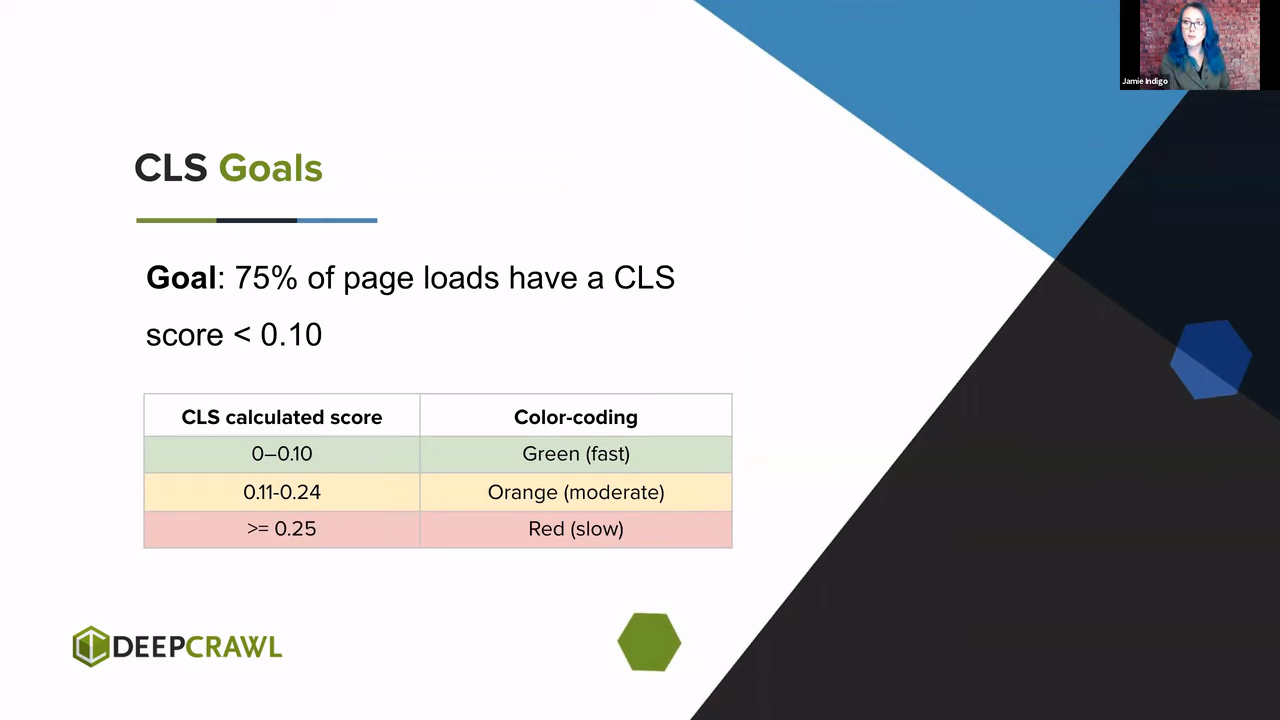 Jamie Indigo
CLS Goals
Goal: 75% of page loads have a CLS
score < 0.10
CLS calculated score Color-coding
0–0.10 Green (fast)
0.11-0.24 Orange (moderate)
>= 0.25 Red (slow)
DEEPCRAWL